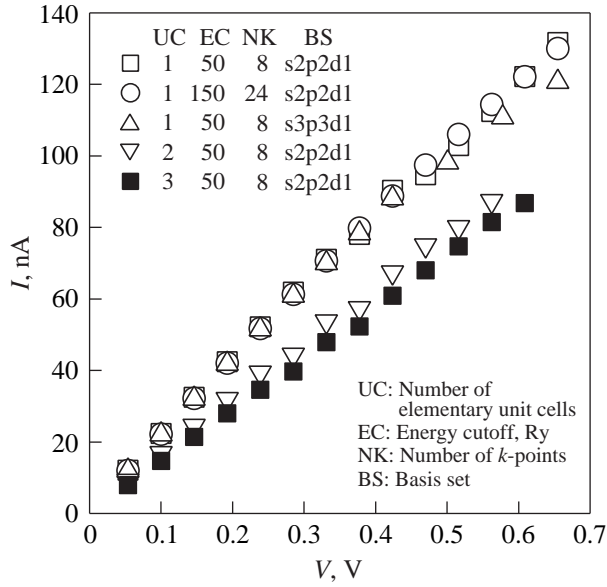 140
120
100
80
60
40
20
0
I, nA
UC EC NK BS
1 50 8 s2p2d1
1 150 24 s2p2d1
1 50 8 s3p3d1
2 50 8 s2p2d1
3 50 8 s2p2d1
UC: Number of
elementary unit cells
EC: Energy cutoff, Ry
NK: Number of k-points
BS: Basis set
0 0.1 0.2 0.3 0.4 0.5 0.6 0.7
V, V